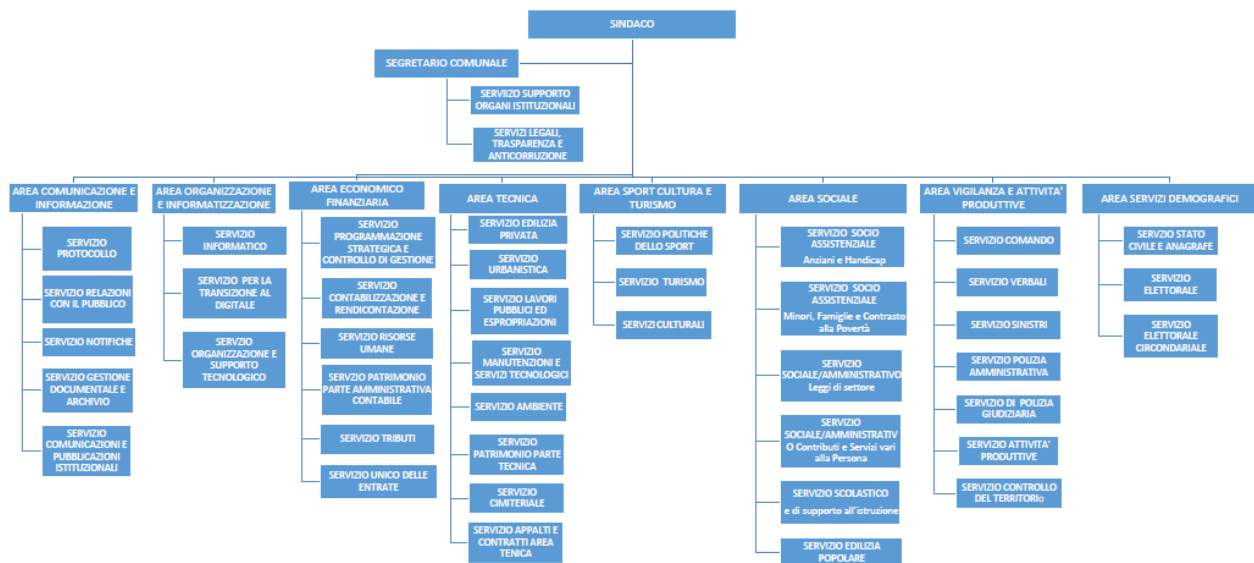 SINDACO
SEGRETARIO COMUNALE
SERVIIZO SUPPORTO
ORGANI ISTITUZIONALI
SERVIZI LEGALI,
TRASPARENZA E
ANTICORRUZIONE
AREA COMUNICAZIONE E
INFORMAZIONE
SERVIZIO
PROTOCOLLO
SERVIZIO RELAZIONI
CON IL PUBBLICO
SERVIZIO NOTIFICHE
SERVIZIO GESTIONE
DOCUMENTALE E
ARCHIVIO
SERVIZIO
COMUNICAZIONI E
PUBBLICAZIONI
ISTITUZIONALI
AREA ORGANIZZAZIONE
E INFORMATIZZAZIONE
SERVIZIO
INFORMATICO
SERVIZIO PER LA
TRANSIZIONE AL
DIGITALE
SERVZIO
ORGANIZZAZIONE E
SUPPORTO
TECNOLOGICO
AREA ECONOMICO
FINANZIARIA
SERVIZIO
PROGRAMMAZIONE
STRATEGICA E
CONTROLLO DI GESTIONE
SERVIZIO
CONTABILIZZAZIONE E
RENDICONTAZIONE
SERVIZIO RISORSE
UMANE
SERVZIO PATRIMONIO
PARTE AMMINISTRATIVA
CONTABILE
SERVIZIO TRIBUTI
SERVIZIO UNICO DELLE
ENTRATE
AREA TECNICA
SERVIZIO EDILIZIA
PRIVATA
SERVIZIO
URBANISTICA
SERVIZIO LAVORI
PUBBLICI ED
ESPROPRIAZIONI
SERVIZIO
MANUTENZIONI E
SERVIZI TECNOLOGICI
SERVIZIO AMBIENTE
SERVIZIO
PATRIMONIO PARTE
TECNICA
SERVIZIO
CIMITERIALE
SERVIZIO APPALTI E
CONTRATTI AREA
TENICA
AREA SPORT CULTURA E
TURISMO
SERVIZIO POLITICHE
DELLO SPORT
SERVIZIO TURISMO
SERVIZI CULTURALI
AREA SOCIALE
SERVIZIO SOCIO
ASSISTENZIALE
Anziani e Handicap
SERVIZIO SOCIO
ASSISTENZIALE
Minori, Famiglie e Contrasto
alla Povertà
SERVIZIO
SOCIALE/AMMINISTRATIVO
Leggi di settore
SERVIZIO
SOCIALE/AMMINISTRATIV
O Contributi e Servizi vari
alla Persona
SERVIZIO SCOLASTICO
e di supporto all'istruzione
SERVIZIO EDILIZIA
POPOLARE
AREA VIGILANZA E ATTIVITA'
PRODUTTIVE
SERVIZIO COMANDO
SERVIZIO VERBALI
SERVIZIO SINISTRI
SERVIZIO POLIZIA
AMMINISTRATIVA
SERVIZIO DI POLIZIA
GIUDIZIARIA
SERVIZIO ATTIVITA'
PRODUTTIVE
SERVIZIO CONTROLLO
DEL TERRITORIo
AREA SERVIZI DEMOGRAFICI
SERVIZIO STATO
CIVILE E ANAGRAFE
SERVIZIO
ELETTORALE
SERVIZIO
ELETTORALE
CIRCONDARIALE